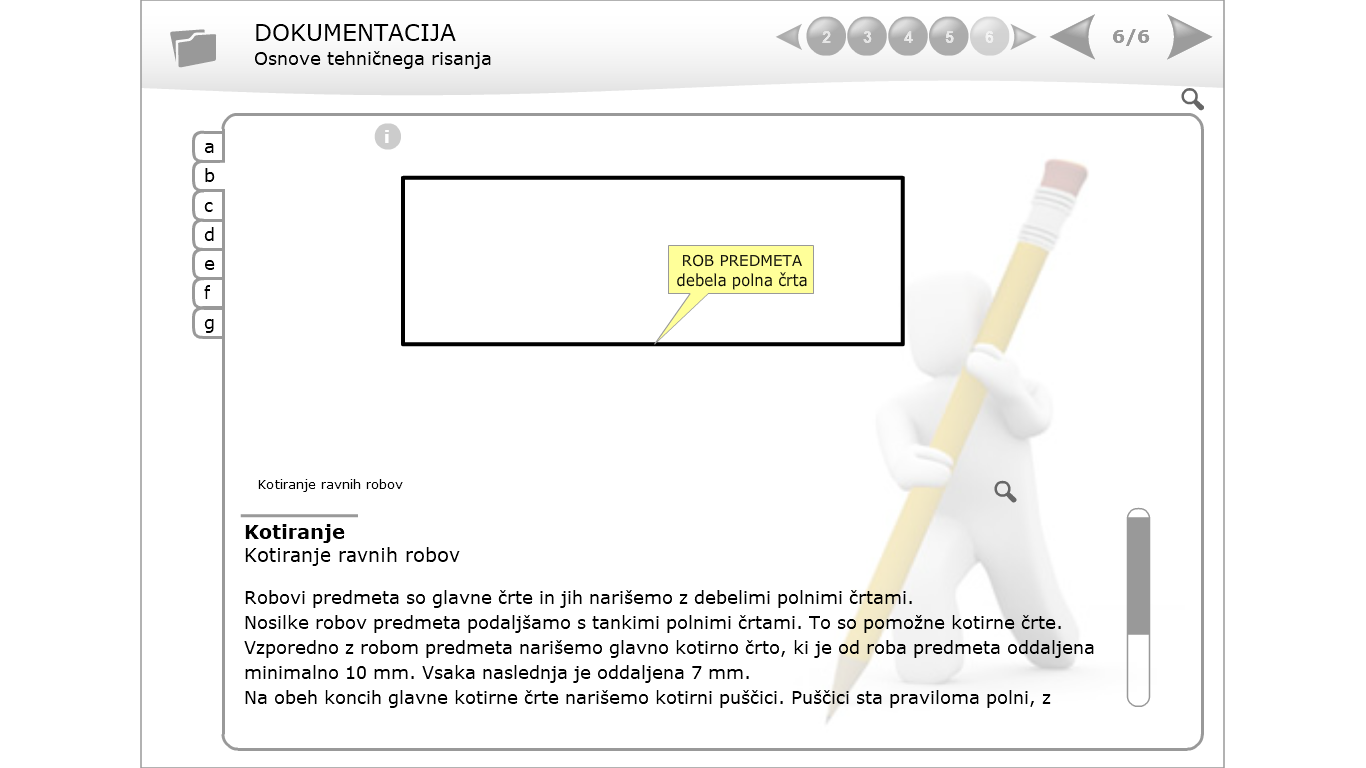 DOKUMENTACIJA
Osnove tehničnega risanja
2 3 4 5 6
6/6
i
a
b
c
d
e
f
g
ROB PREDMETA
debela polna črta
Kotiranje ravnih robov
Kotiranje
Kotiranje ravnih robov
Robovi predmeta so glavne črte in jih narišemo z debelimi polnimi črtami.
Nosilke robov predmeta podaljšamo s tankimi polnimi črtami. To so pomožne kotirne črte.
Vzporedno z robom predmeta narišemo glavno kotirno črto, ki je od roba predmeta oddaljena
minimalno 10 mm. Vsaka naslednja je oddaljena 7 mm.
Na obeh koncih glavne kotirne črte narišemo kotirni puščici. Puščici sta praviloma polni, z